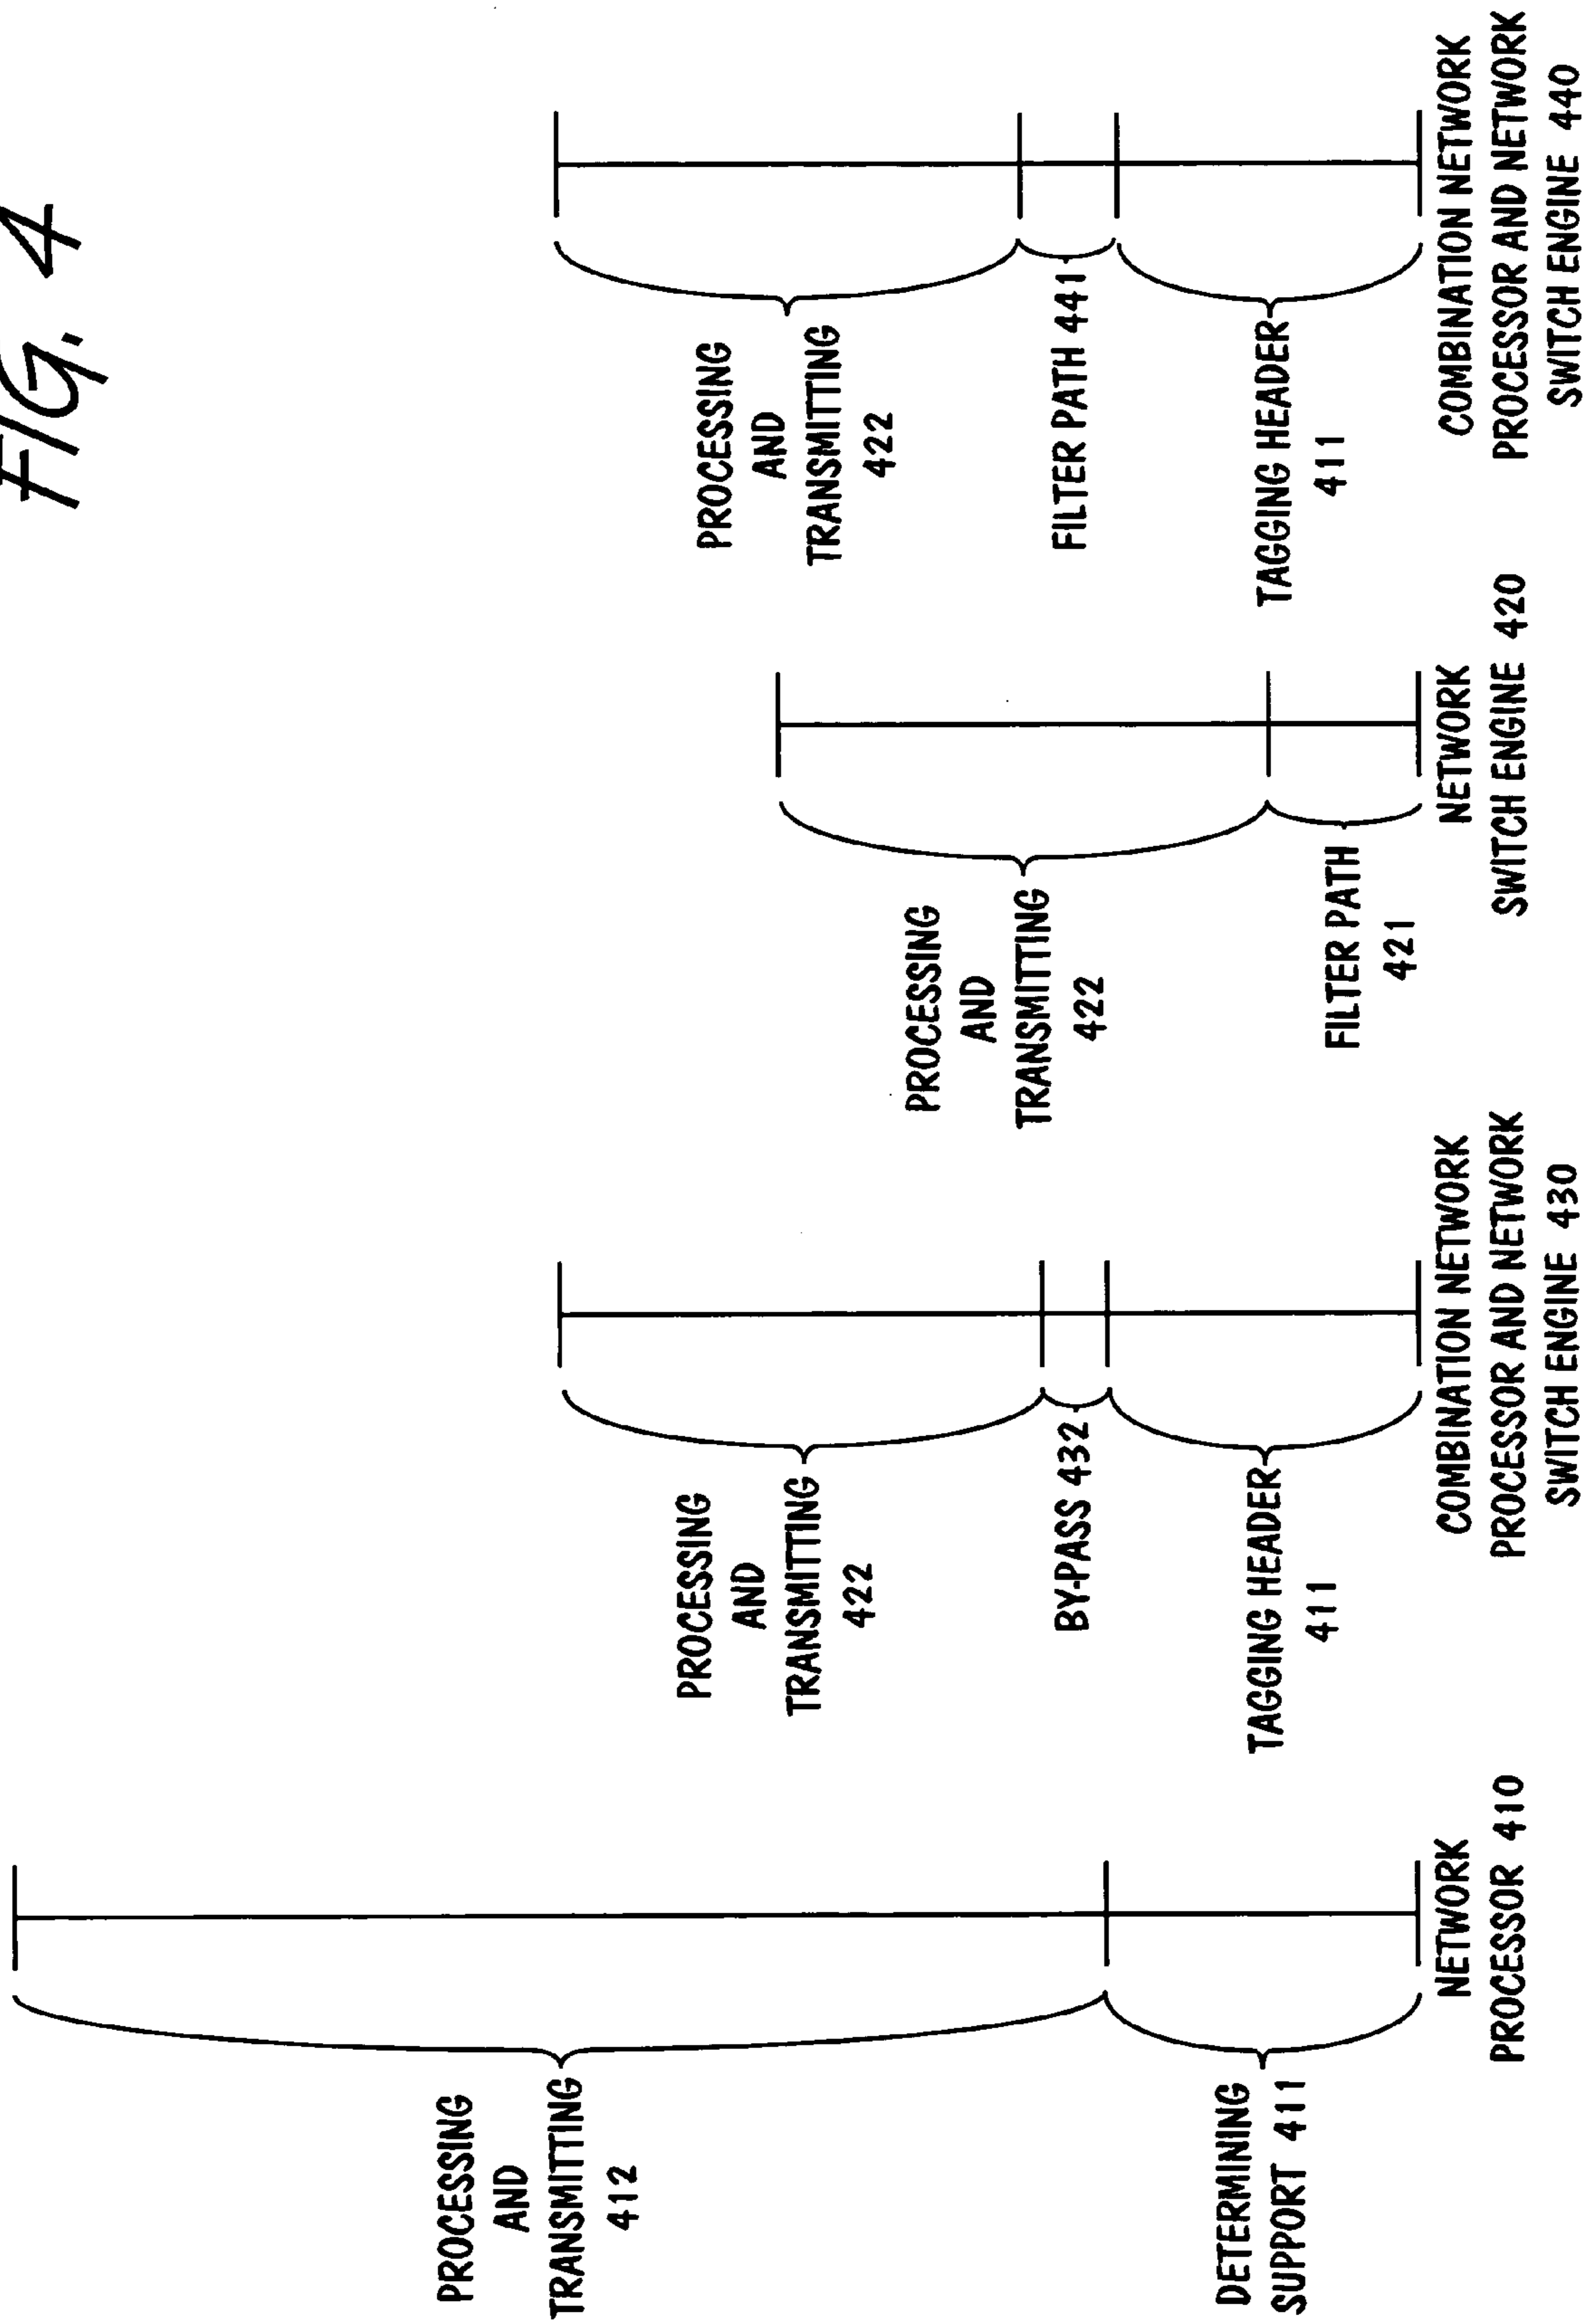 FIG. 4
PROCESSING
AND
TRANSMITTING
412
DETERMINING
SUPPORT 411
NETWORK
PROCESSOR 410
PROCESSING
AND
TRANSMITTING
422
BY-PASS 432
TAGGING HEADER
411
COMBINATION NETWORK
PROCESSOR AND NETWORK
SWITCH ENGINE 430
PROCESSING
AND
TRANSMITTING
422
FILTER PATH
421
NETWORK
SWITCH ENGINE 420
PROCESSING
AND
TRANSMITTING
422
FILTER PATH 441
TAGGING HEADER
411
COMBINATION NETWORK
PROCESSOR AND NETWORK
SWITCH ENGINE 440